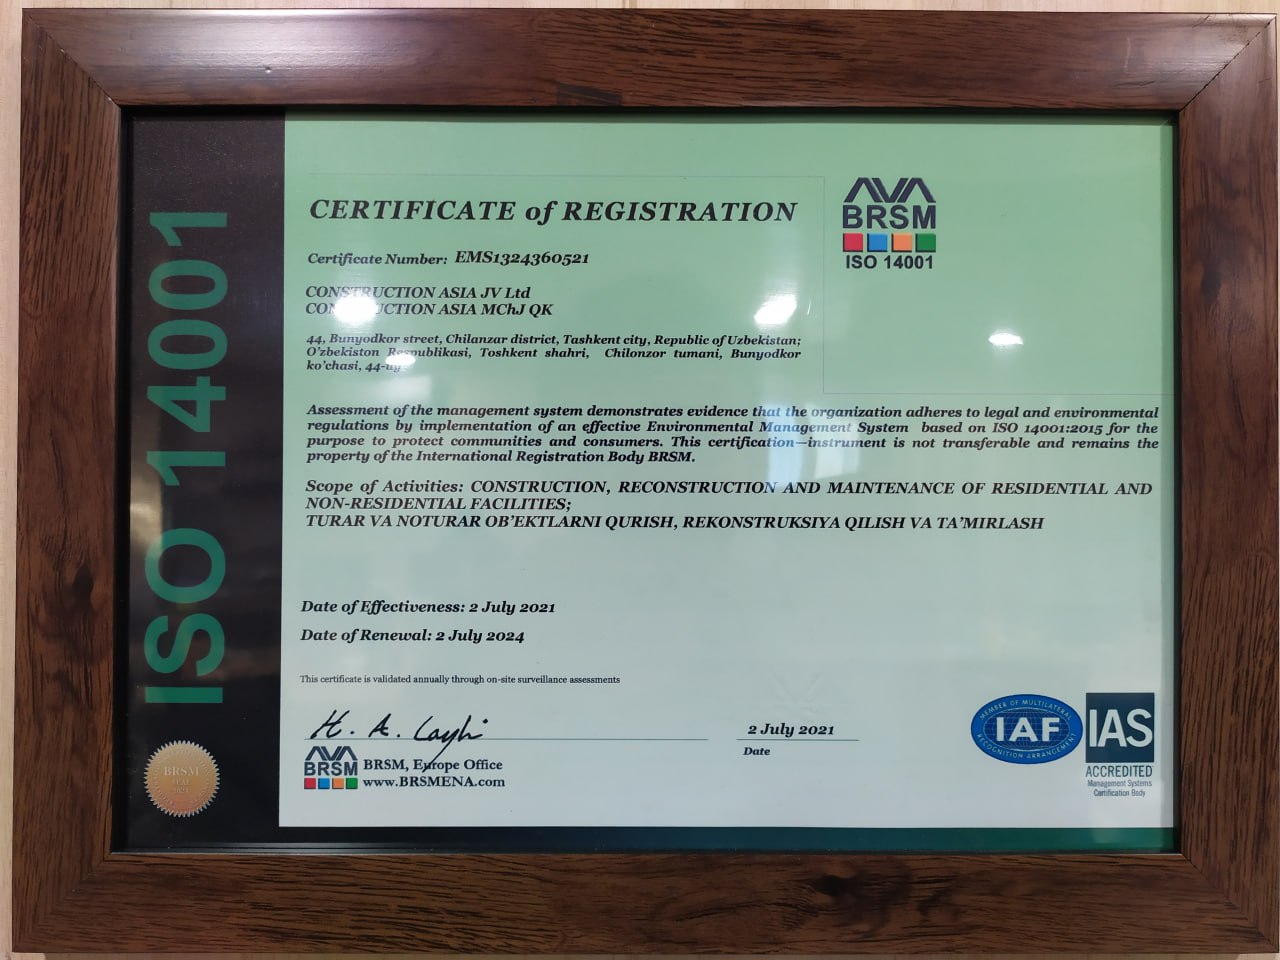 ISO 14001
CERTIFICATE of REGISTRATION
AVA
BRSM
ISO 14001
Certificate Number: EMS1324360521
CONSTRUCTION ASIA JV Ltd
CONSTRUCTION ASIA MChJ QK
44, Bunyodkor street, Chilanzar district, Tashkent city, Republic of Uzbekistan;
O'zbekiston Respublikasi, Toshkent shahri, Chilonzor tumani, Bunyodkor
ko'chasi, 44-uy
Assessment of the management system demonstrates evidence that the organization adheres to legal and environmental
regulations by implementation of an effective Environmental Management System based on ISO 14001:2015 for the
purpose to protect communities and consumers. This certification—instrument is not transferable and remains the
property of the International Registration Body BRSM.
Scope of Activities: CONSTRUCTION, RECONSTRUCTION AND MAINTENANCE OF RESIDENTIAL AND
NON-RESIDENTIAL FACILITIES;
TURAR VA NOTURAR OB'EKTLARNI QURISH, REKONSTRUKSIYA QILISH VA TA'MIRLASH
Date of Effectiveness: 2 July 2021
Date of Renewal: 2 July 2024
This certificate is validated annually through on-site surveillance assessments
H. A.
2 July 2021
Date
AVA
BRSM
BRSM, Europe Office
www.BRSMENA.com
MEMBER OF MULTILATERAL
IAF
RECOGNITION ARRANGEMENT
IAS
ACCREDITED
Management Systems
Certification Body
BRSM
2021